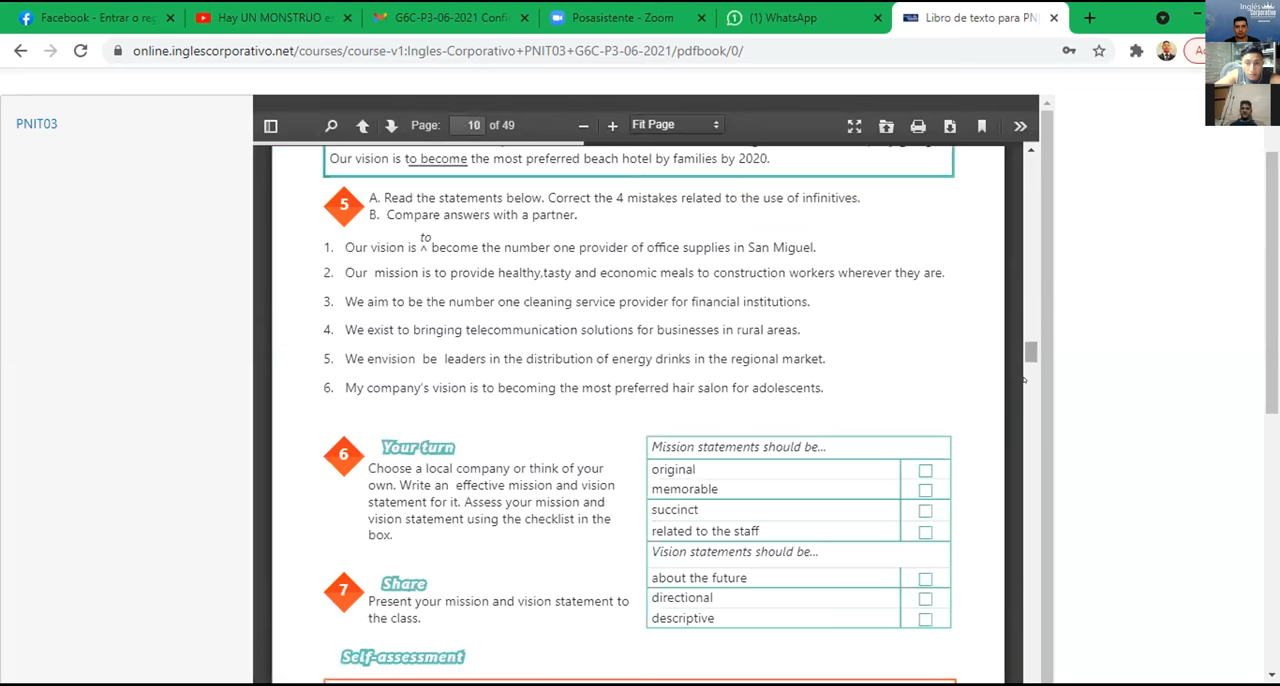 Facebook - Entrar o reg
Hay UN MONSTRUO es
G6C-P3-06-2021 Confi
Posasistente - Zoom
(1) WhatsApp
Libro de texto para PNI
Inglés
corporativo
online.inglescorporativo.net/courses/course-v1:Ingles-Corporativo+PNIT03+G6C-P3-06-2021/pdfbook/0/
PNIT03
Page: 10 of 49
Fit Page
Our vision is to become the most preferred beach hotel by families by 2020.
5
A. Read the statements below. Correct the 4 mistakes related to the use of infinitives.
B. Compare answers with a partner.
to
1. Our vision is ^ become the number one provider of office supplies in San Miguel.
2. Our mission is to provide healthy,tasty and economic meals to construction workers wherever they are.
3. We aim to be the number one cleaning service provider for financial institutions.
4. We exist to bringing telecommunication solutions for businesses in rural areas.
5. We envision be leaders in the distribution of energy drinks in the regional market.
6. My company's vision is to becoming the most preferred hair salon for adolescents.
6
Your turn
Choose a local company or think of your
own. Write an effective mission and vision
statement for it. Assess your mission and
vision statement using the checklist in the
box.
7
Share
Present your mission and vision statement to
the class.
Mission statements should be...
original
memorable
succinct
related to the staff
Vision statements should be...
about the future
directional
descriptive
Self-assessment